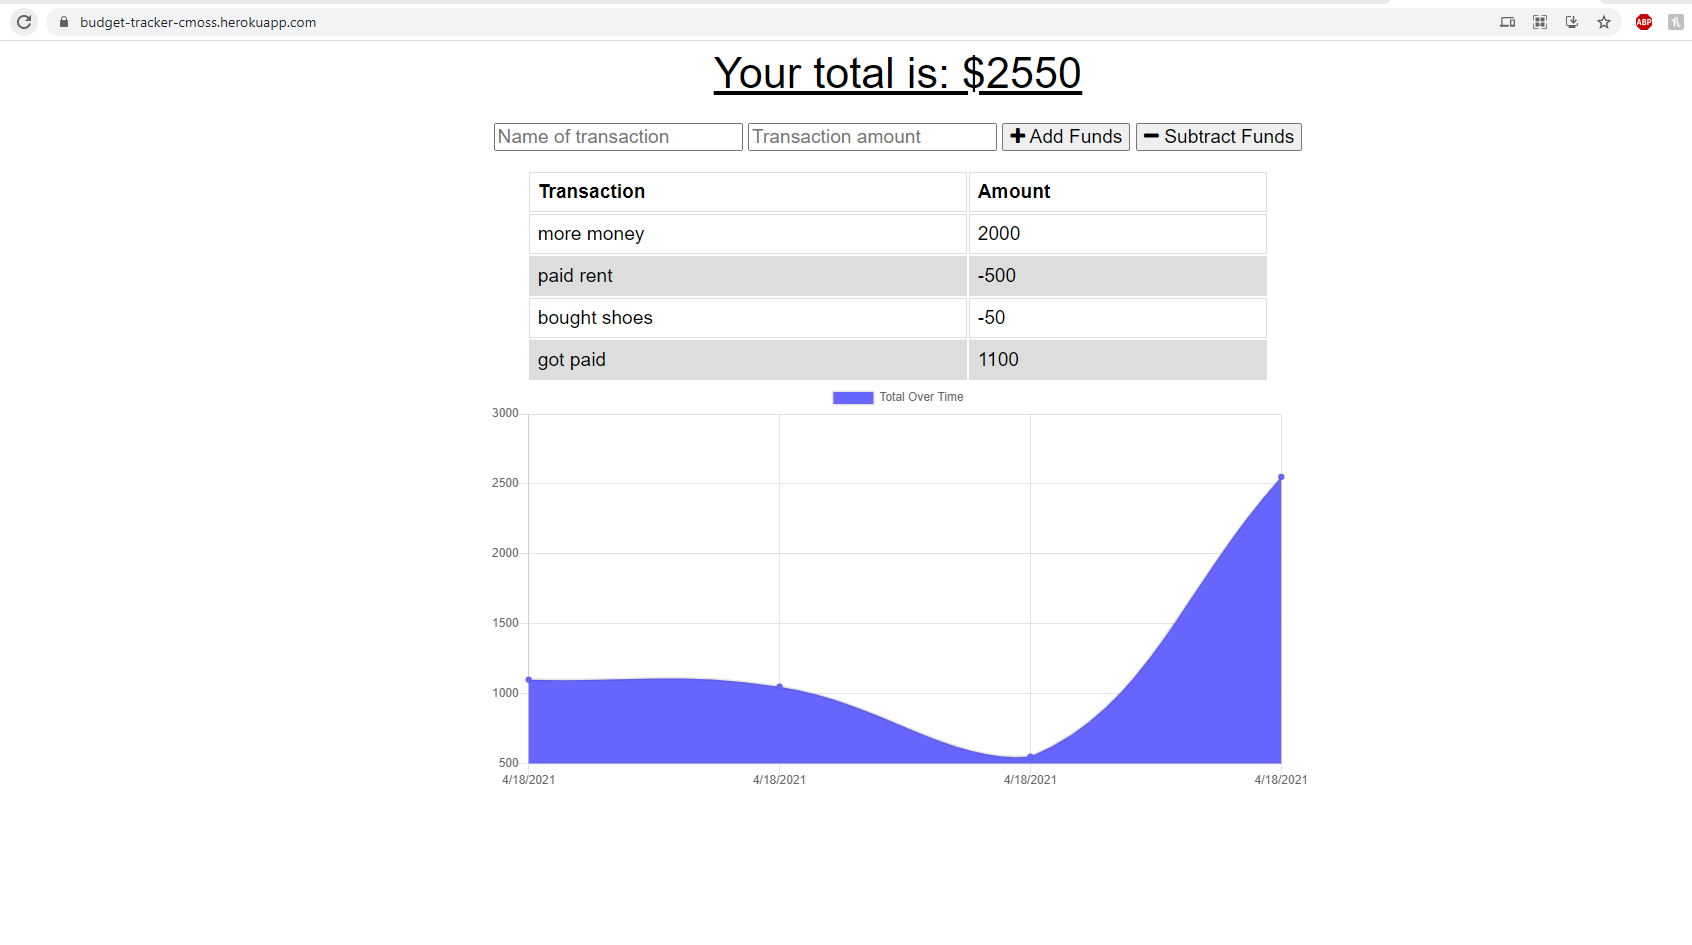 budget-tracker-cmoss.herokuapp.com
ABP
Your total is: $2550
Name of transaction Transaction amount Add Funds Subtract Funds
Transaction Amount
more money 2000
paid rent -500
bought shoes -50
got paid 1100
Total Over Time
3000
2500
2000
1500
1000
500
4/18/2021 4/18/2021 4/18/2021 4/18/2021